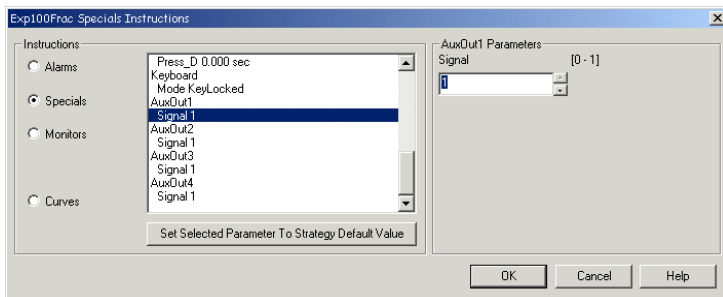 Exp100Frac Specials Instructions
Instructions
Alarms
Specials
Monitors
Curves
Press_D 0.000 sec
Keyboard
Mode KeyLocked
AuxOut1
Signal 1
AuxOut2
Signal 1
AuxOut3
Signal 1
AuxOut4
Signal 1
Set Selected Parameter To Strategy Default Value
AuxOut1 Parameters
Signal [0 - 1]
1
OK Cancel Help